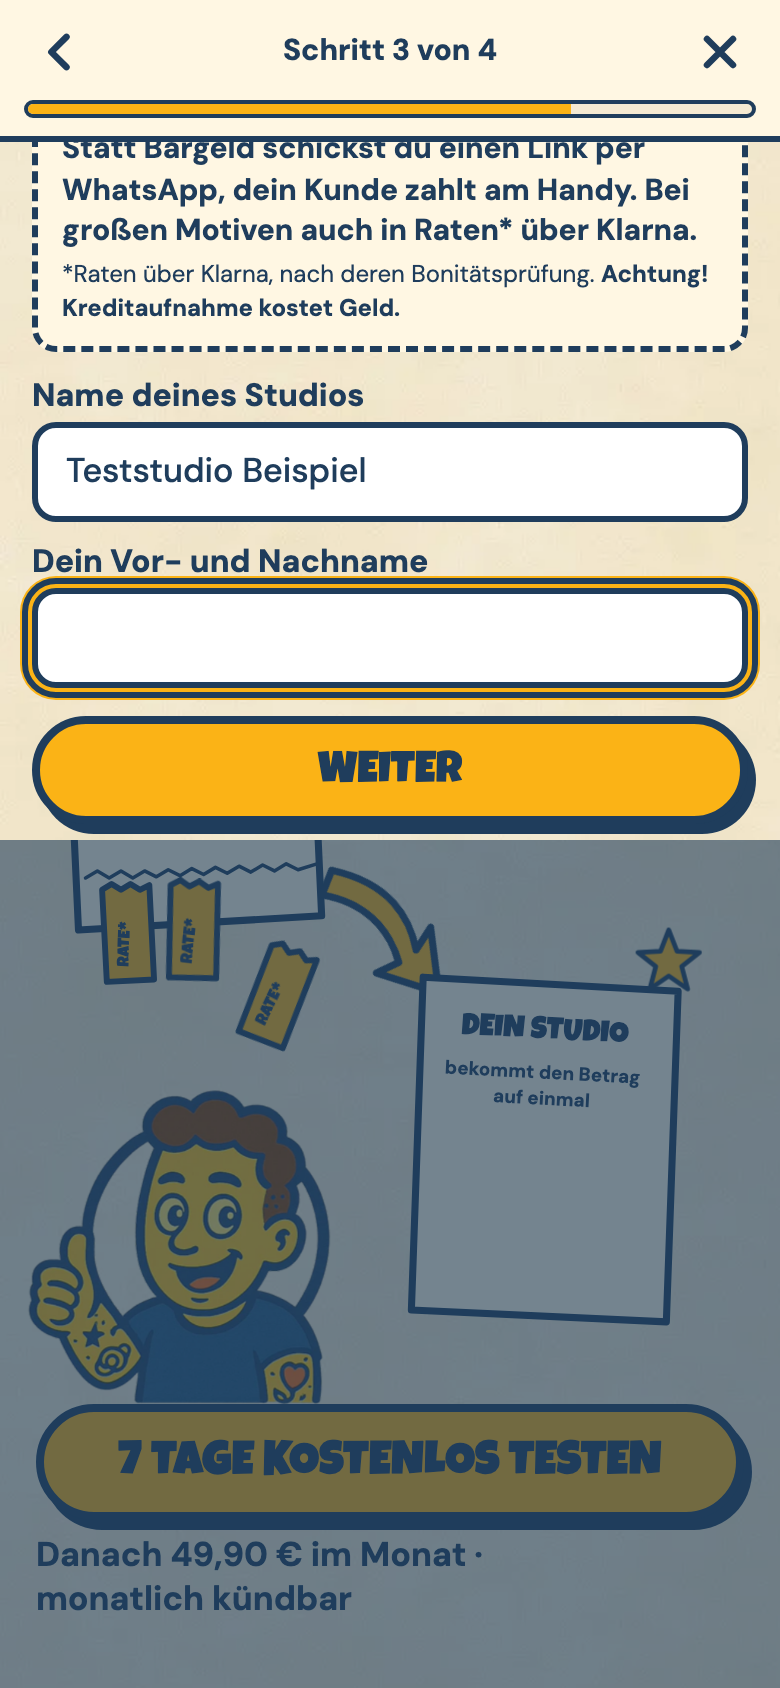 Schritt 3 von 4
Statt Bargeld schickst du einen Link per
WhatsApp, dein Kunde zahlt am Handy. Bei
großen Motiven auch in Raten* über Klarna.
*Raten über Klarna, nach deren Bonitätsprüfung. Achtung!
Kreditaufnahme kostet Geld.
Name deines Studios
Teststudio Beispiel
Dein Vor- und Nachname
WEITER
RATE*
RATE*
RATE*
DEIN STUDIO
bekommt den Betrag
auf einmal
7 TAGE KOSTENLOS TESTEN
Danach 49,90 € im Monat ·
monatlich kündbar